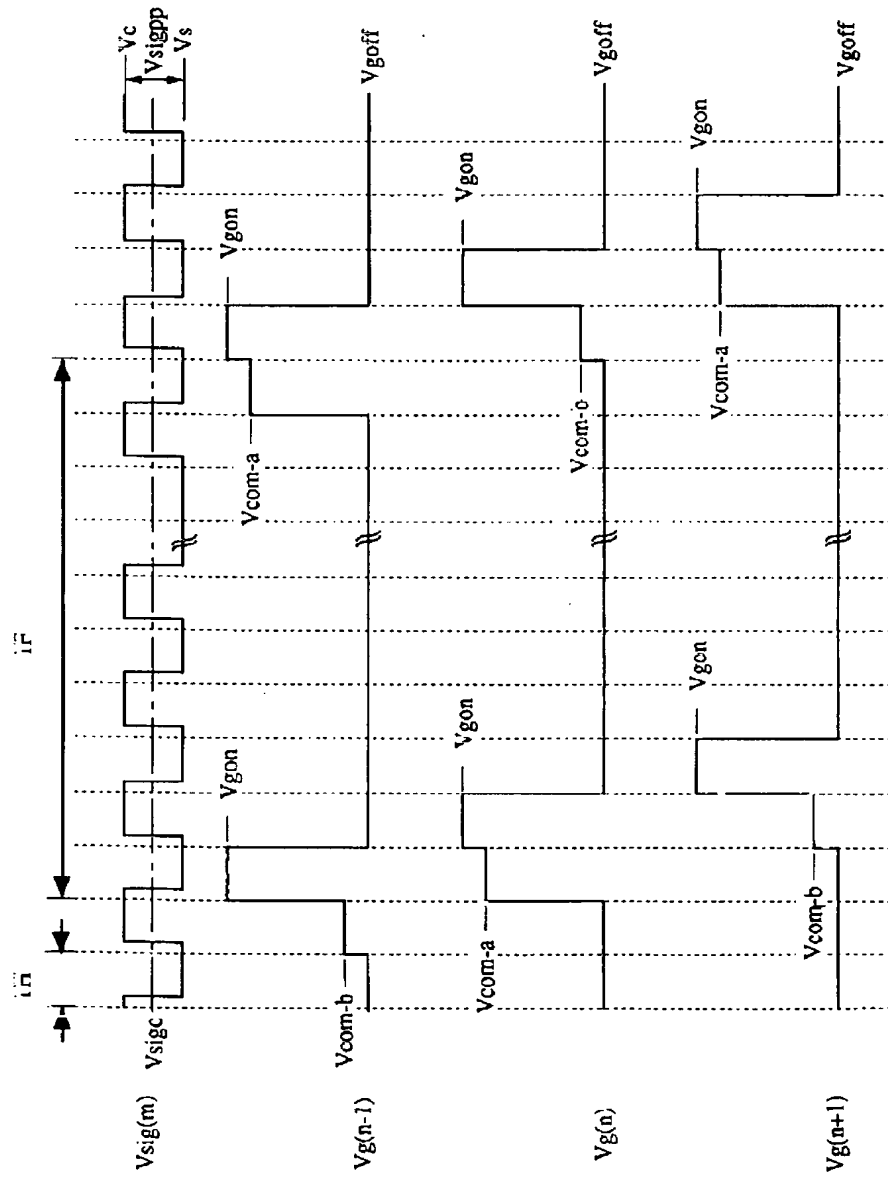 Vsig(m)
Vsigc
Vc
Vsigpp
Vs
Vg(n-1)
Vcom-b
Vgon
Vcom-a
Vgon
Vgoff
Vg(n)
Vcom-a
Vgon
Vcom-o
Vgon
Vgoff
Vg(n+1)
Vcom-b
Vgon
Vcom-a
Vgon
Vgoff